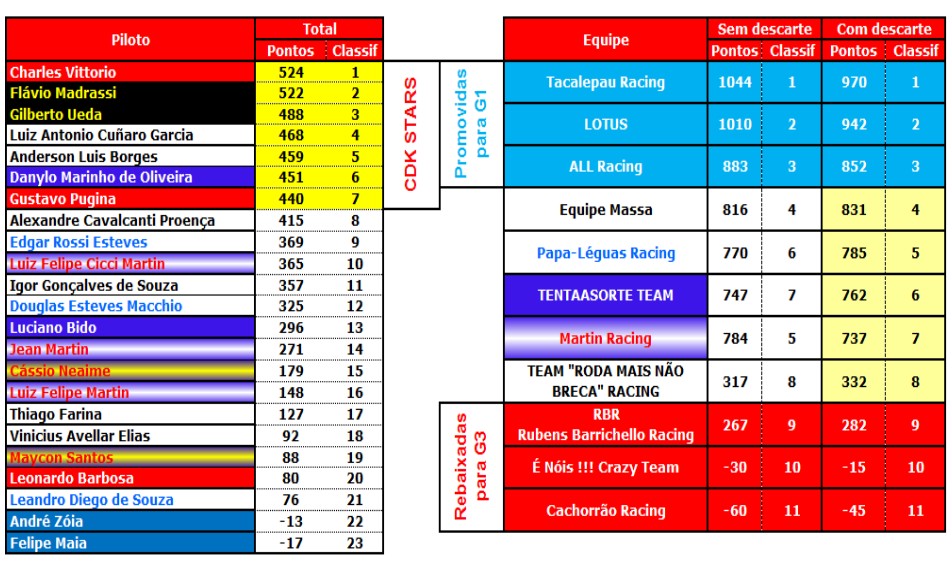 Piloto Total
Pontos Classif
Charles Vittorio 524 1
Flávio Madrassi 522 2
Gilberto Ueda 488 3
Luiz Antonio Cuñaro Garcia 468 4
Anderson Luis Borges 459 5
Danylo Marinho de Oliveira 451 6
Gustavo Pugina 440 7
Alexandre Cavalcanti Proença 415 8
Edgar Rossi Esteves 369 9
Luiz Felipe Cicci Martin 365 10
Igor Gonçalves de Souza 357 11
Douglas Esteves Macchio 325 12
Luciano Bido 296 13
Jean Martin 271 14
Cássio Neaime 179 15
Luiz Felipe Martin 148 16
Thiago Farina 127 17
Vinicius Avellar Elias 92 18
Maycon Santos 88 19
Leonardo Barbosa 80 20
Leandro Diego de Souza 76 21
André Zóia -13 22
Felipe Maia -17 23
CDK STARS
Equipe Sem descarte Com descarte
Pontos Classif Pontos Classif
Promovidas
para G1
Tacalepau Racing 1044 1 970 1
LOTUS 1010 2 942 2
ALL Racing 883 3 852 3
Equipe Massa 816 4 831 4
Papa-Léguas Racing 770 6 785 5
TENTAASORTE TEAM 747 7 762 6
Martin Racing 784 5 737 7
TEAM "RODA MAIS NÃO
BRECA" RACING 317 8 332 8
Rebaixadas
para G3
RBR
Rubens Barrichello Racing 267 9 282 9
É Nóis !!! Crazy Team -30 10 -15 10
Cachorrão Racing -60 11 -45 11